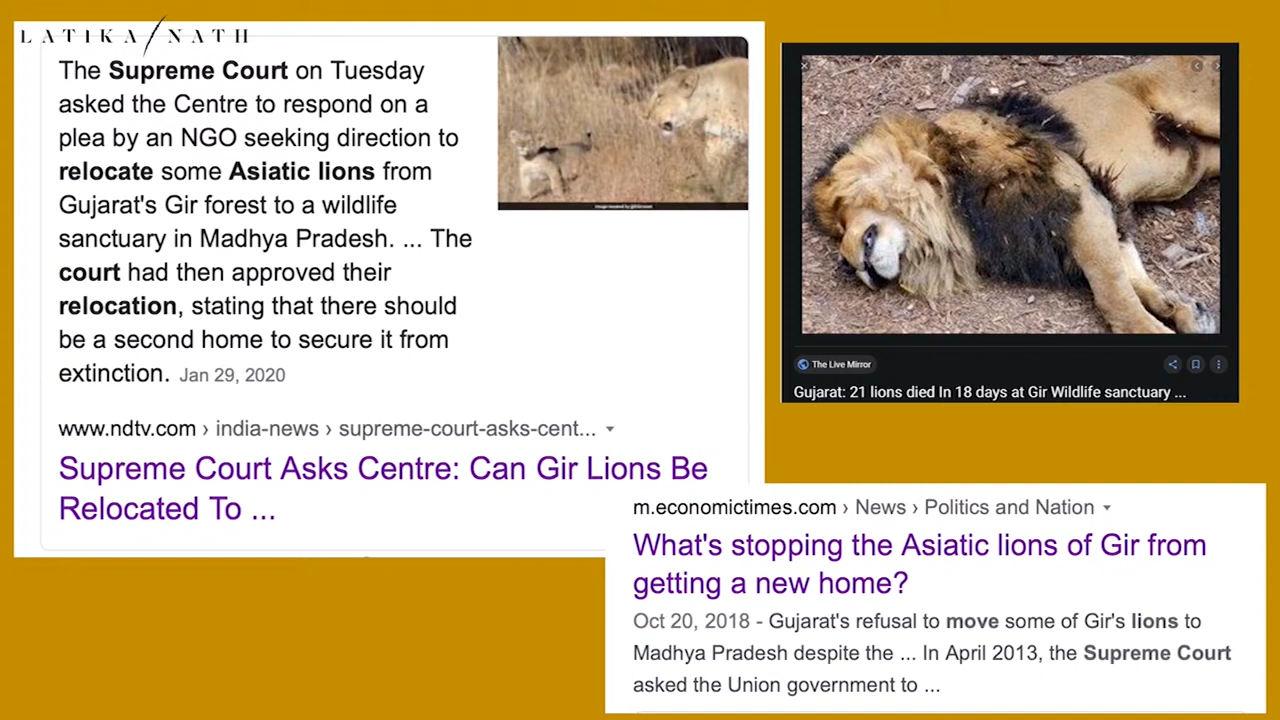 LATIKA NATH
The Supreme Court on Tuesday
asked the Centre to respond on a
plea by an NGO seeking direction to
relocate some Asiatic lions from
Gujarat's Gir forest to a wildlife
sanctuary in Madhya Pradesh. ... The
court had then approved their
relocation, stating that there should
be a second home to secure it from
extinction. Jan 29, 2020
www.ndtv.com › india-news › supreme-court-asks-cent...
Supreme Court Asks Centre: Can Gir Lions Be
Relocated To ...
The Live Mirror
Gujarat: 21 lions died In 18 days at Gir Wildlife sanctuary ...
m.economictimes.com › News › Politics and Nation
What's stopping the Asiatic lions of Gir from
getting a new home?
Oct 20, 2018 - Gujarat's refusal to move some of Gir's lions to
Madhya Pradesh despite the ... In April 2013, the Supreme Court
asked the Union government to ...